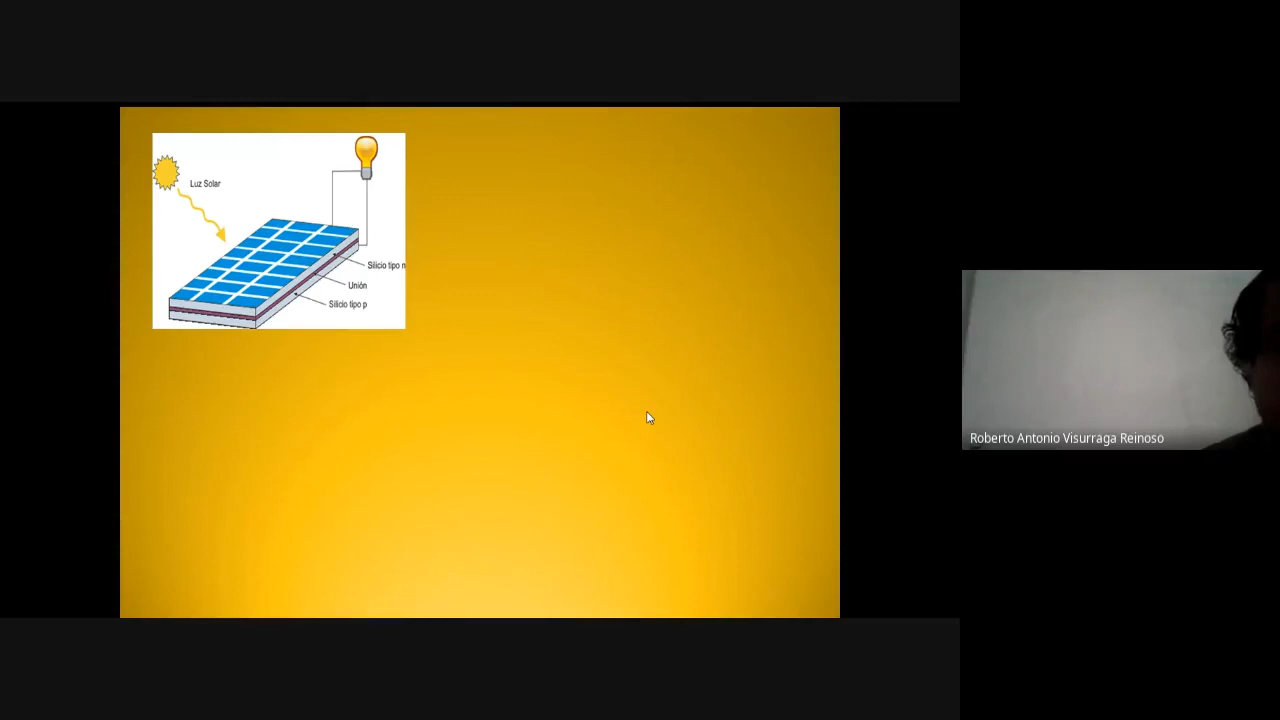 Luz Solar
Silicio tipo n
Unión
Silicio tipo p
Roberto Antonio Visurraga Reinoso